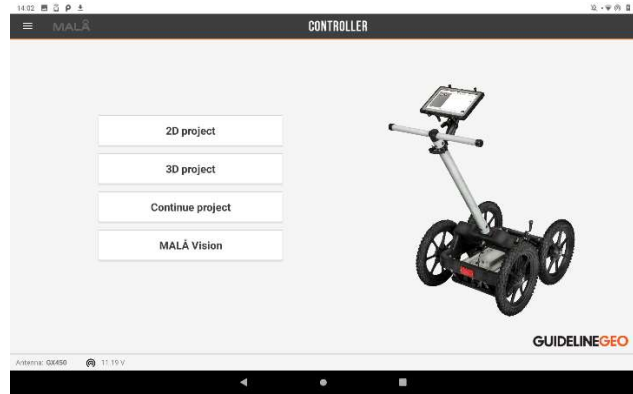 14:02
MALÅ
CONTROLLER
2D project
3D project
Continue project
MALÅ Vision
GUIDELINEGEO
Antenna: GX450 11.19 V